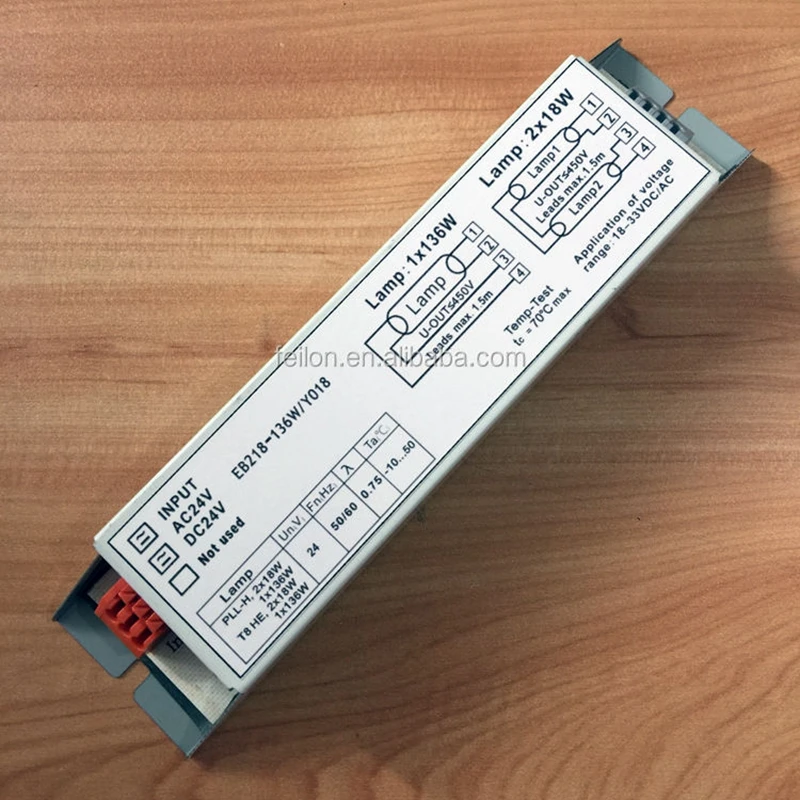 Lamp: 2x18W
1
2
3
4
Lamp1
U-OUT≤450V
Leads max.1.5m
Lamp2
Application of voltage
range: 18-33VDC/AC
Lamp: 1x136W
1
2
3
4
Lamp
U-OUT≤450V
Leads max. 1.5m
Temp-Test
tc = 70°C max
feilon.en.alibaba.com
EB218-136W/Y018
INPUT
AC24V
DC24V
Not used
Lamp Un(V) Fn(Hz) λ Ta(℃)
PLL-H, 2x18W
1x136W
T8 HE, 2x18W
1x136W
24 50/60 0.75 -10...50